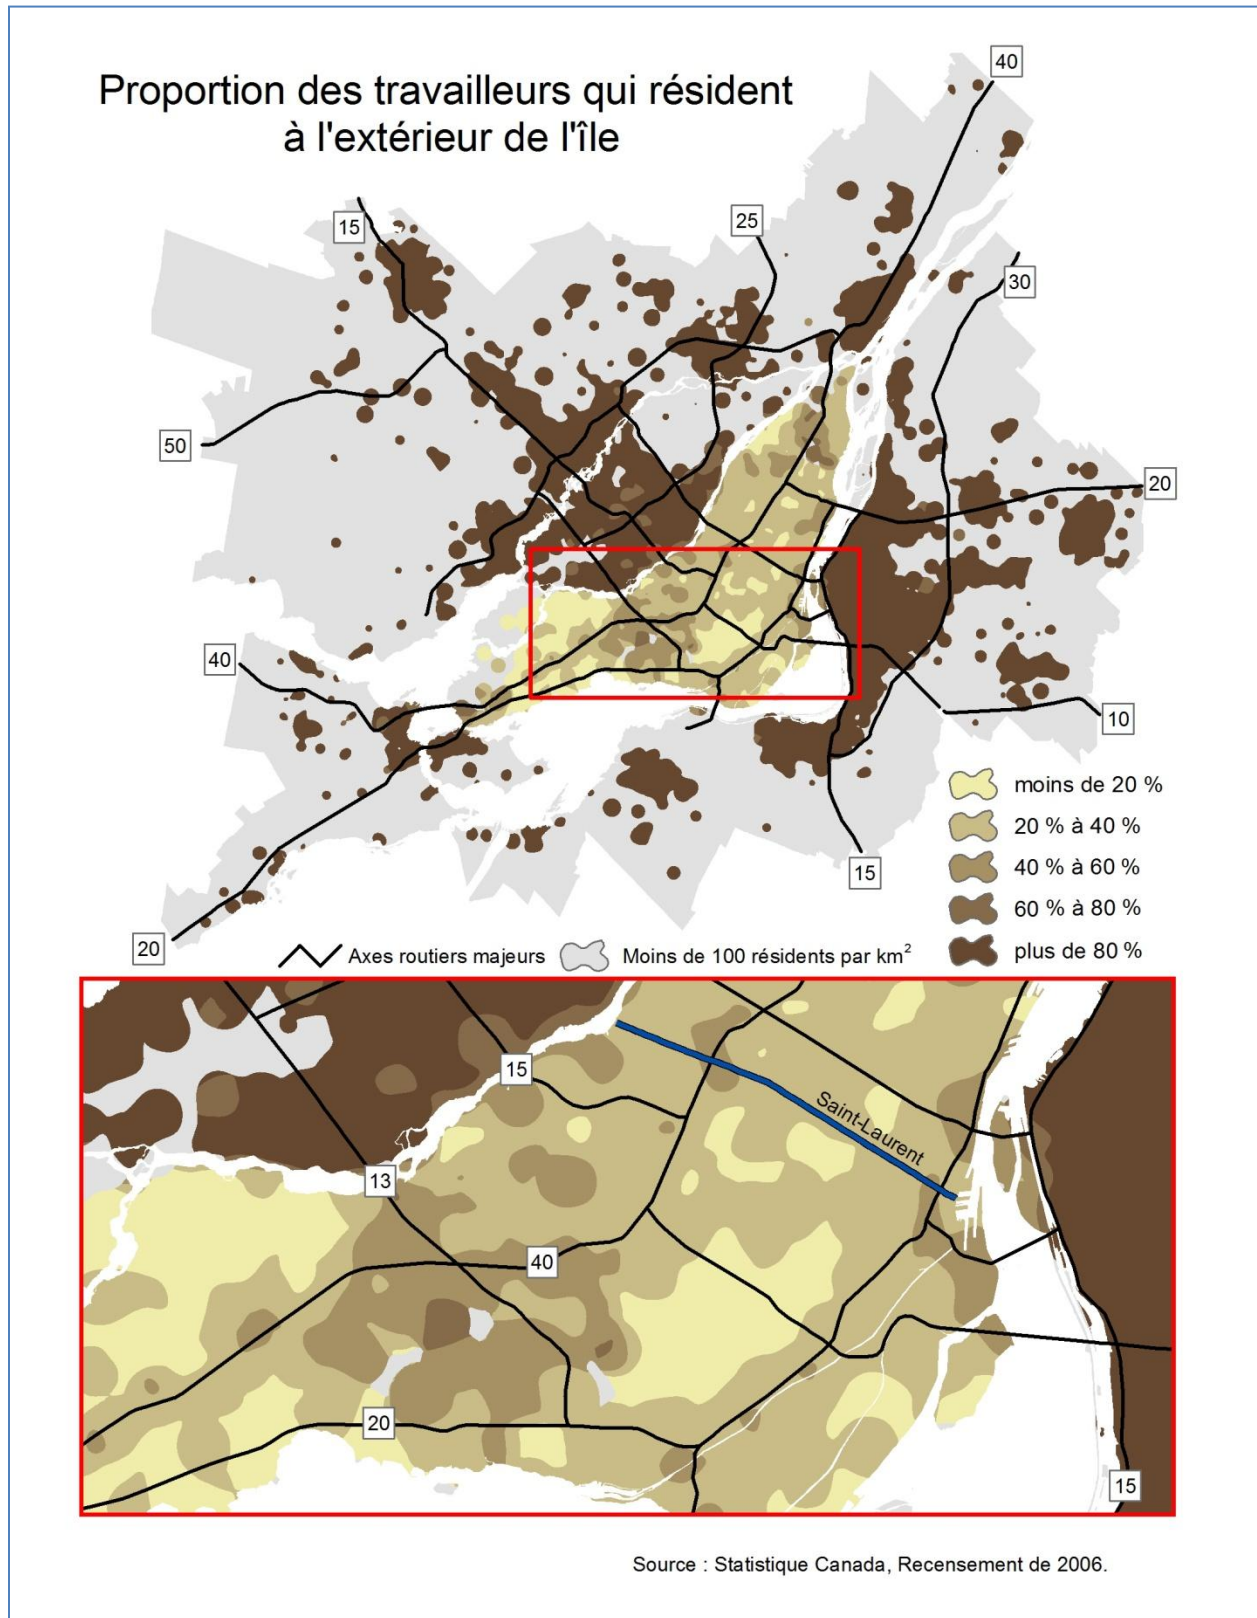 Proportion des travailleurs qui résident
à l'extérieur de l'île
40
15
25
30
50
20
40
10
15
20
moins de 20 %
20 % à 40 %
40 % à 60 %
60 % à 80 %
plus de 80 %
Axes routiers majeurs
Moins de 100 résidents par km²
15
Saint-Laurent
13
40
20
15
Source : Statistique Canada, Recensement de 2006.